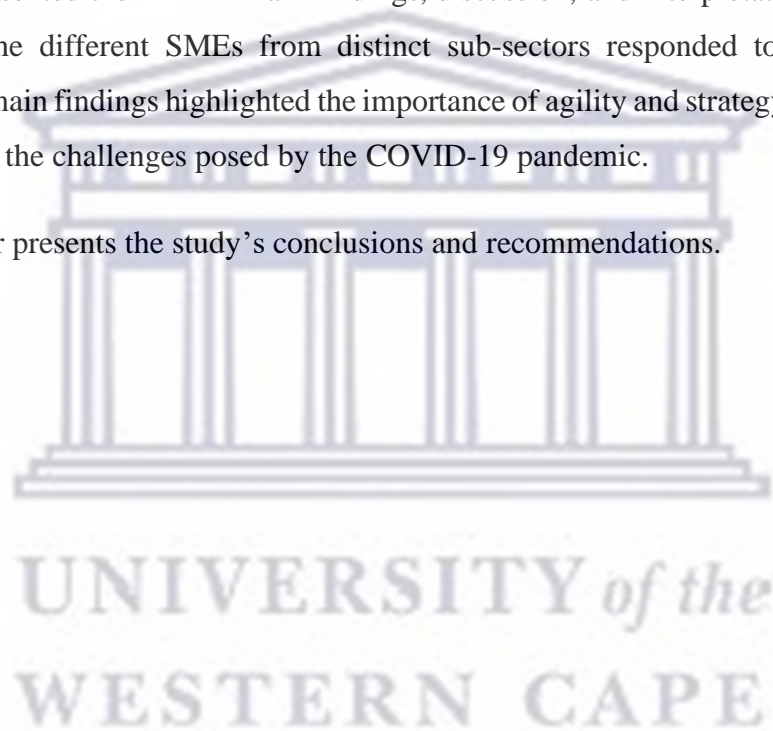 the different SMEs from distinct sub-sectors responded to
main findings highlighted the importance of agility and strategy
the challenges posed by the COVID-19 pandemic.
r presents the study's conclusions and recommendations.
UNIVERSITY of the
WESTERN CAPE